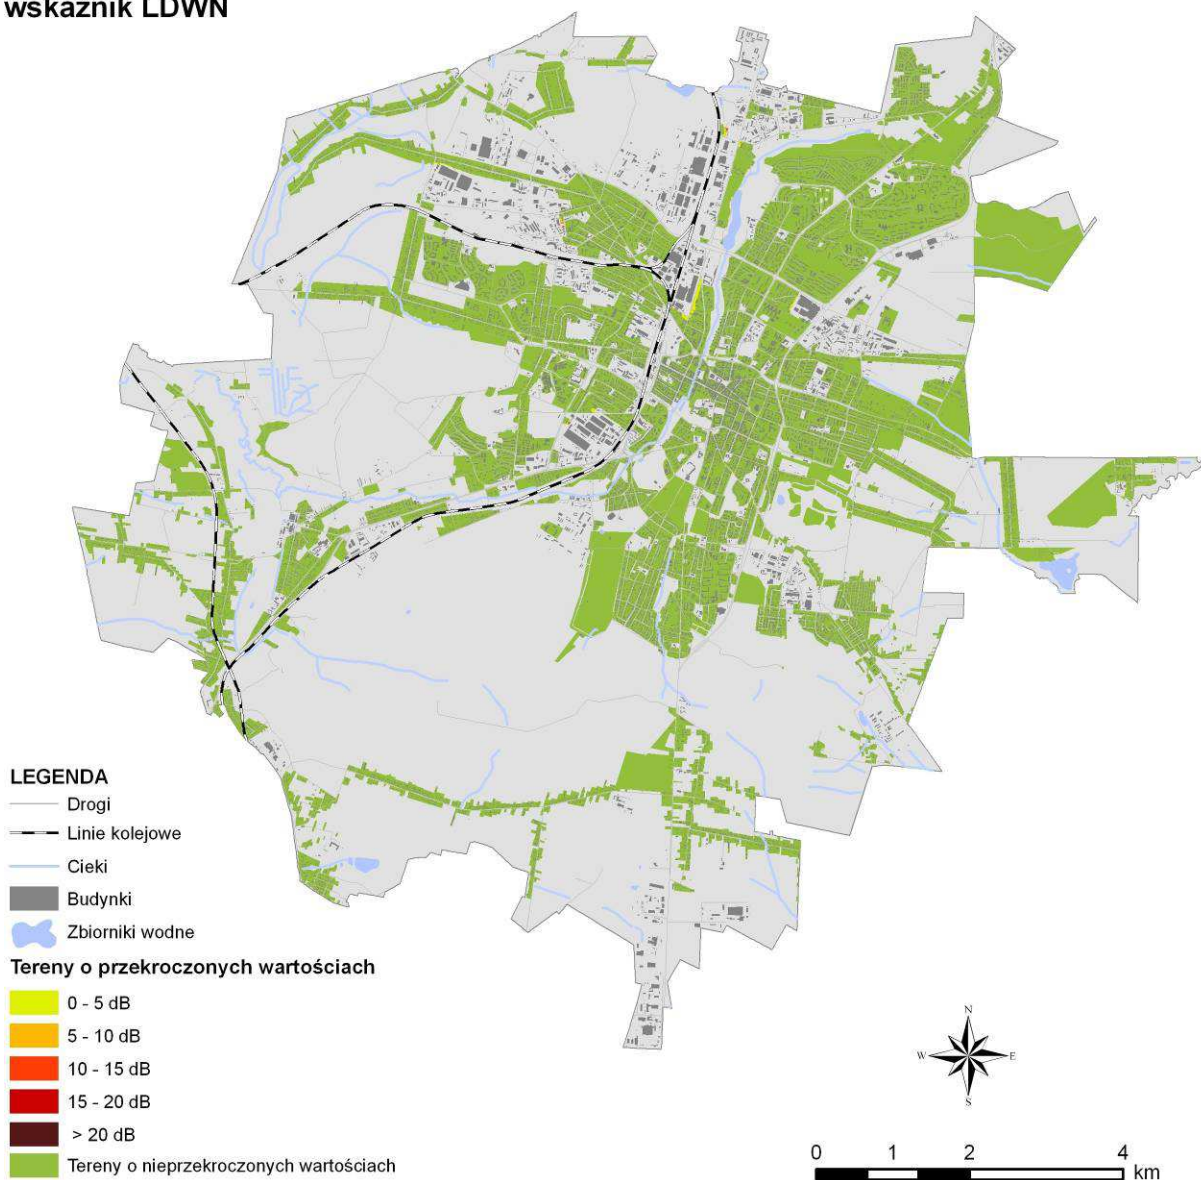 wskaźnik LDWN
LEGENDA
Drogi
Linie kolejowe
Cieki
Budynki
Zbiorniki wodne
Tereny o przekroczonych wartościach
0 - 5 dB
5 - 10 dB
10 - 15 dB
15 - 20 dB
> 20 dB
Tereny o nieprzekroczonych wartościach
N
W E
S
0 1 2 4
km